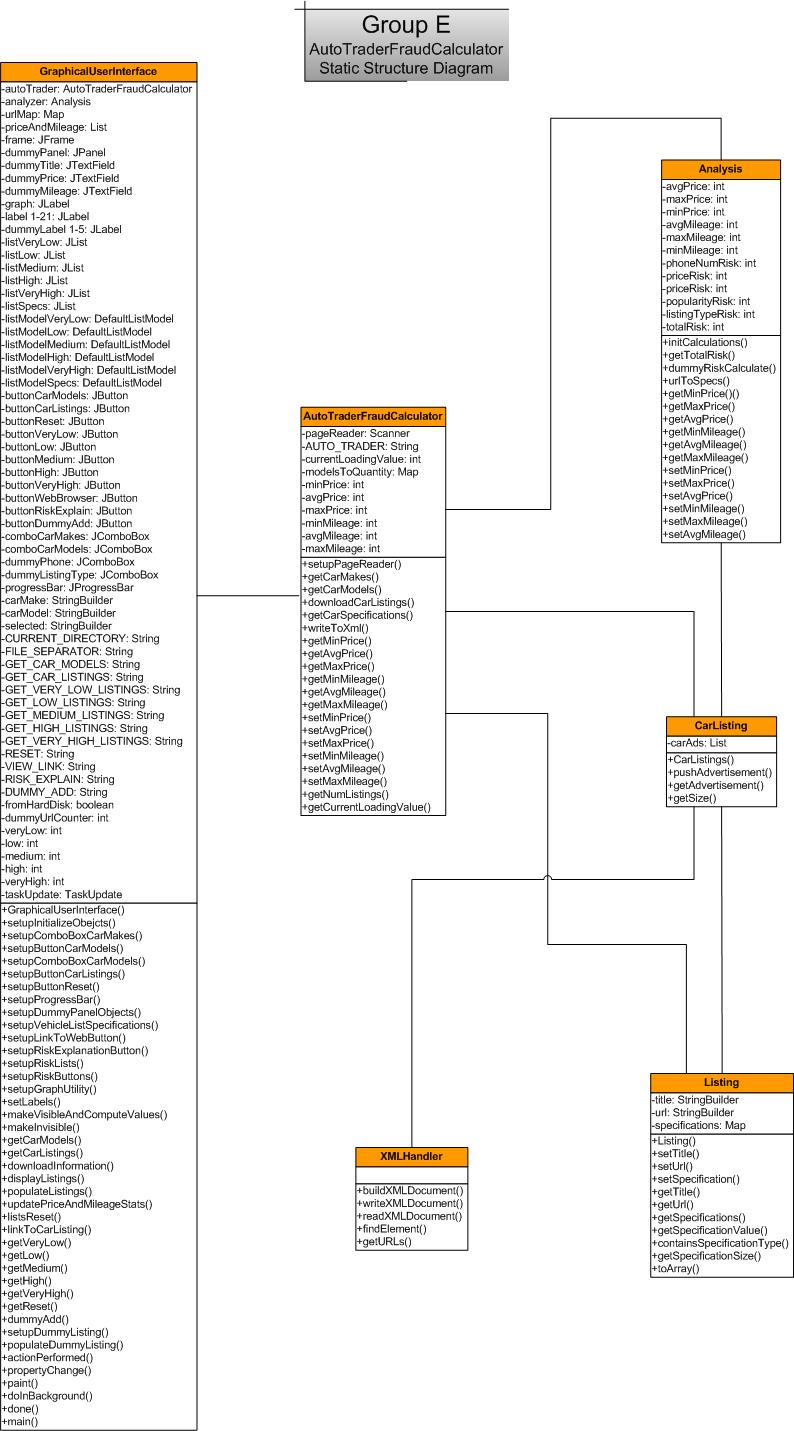 Group E
AutoTraderFraudCalculator
Static Structure Diagram
GraphicalUserInterface
-autoTrader: AutoTraderFraudCalculator
-analyzer: Analysis
-urlMap: Map
-priceAndMileage: List
-frame: JFrame
-dummyPanel: JPanel
-dummyTitle: JTextField
-dummyPrice: JTextField
-dummyMileage: JTextField
-graph: JLabel
-label 1-21: JLabel
-dummyLabel 1-5: JLabel
-listVeryLow: JList
-listLow: JList
-listMedium: JList
-listHigh: JList
-listVeryHigh: JList
-listSpecs: JList
-listModelVeryLow: DefaultListModel
-listModelLow: DefaultListModel
-listModelMedium: DefaultListModel
-listModelHigh: DefaultListModel
-listModelVeryHigh: DefaultListModel
-listModelSpecs: DefaultListModel
-buttonCarModels: JButton
-buttonCarListings: JButton
-buttonReset: JButton
-buttonVeryLow: JButton
-buttonLow: JButton
-buttonMedium: JButton
-buttonHigh: JButton
-buttonVeryHigh: JButton
-buttonWebBrowser: JButton
-buttonRiskExplain: JButton
-buttonDummyAdd: JButton
-comboCarMakes: JComboBox
-comboCarModels: JComboBox
-dummyPhone: JComboBox
-dummyListingType: JComboBox
-progressBar: JProgressBar
-carMake: StringBuilder
-carModel: StringBuilder
-selected: StringBuilder
-CURRENT_DIRECTORY: String
-FILE_SEPARATOR: String
-GET_CAR_MODELS: String
-GET_CAR_LISTINGS: String
-GET_VERY_LOW_LISTINGS: String
-GET_LOW_LISTINGS: String
-GET_MEDIUM_LISTINGS: String
-GET_HIGH_LISTINGS: String
-GET_VERY_HIGH_LISTINGS: String
-RESET: String
-VIEW_LINK: String
-RISK_EXPLAIN: String
-DUMMY_ADD: String
-fromHardDisk: boolean
-dummyUrlCounter: int
-veryLow: int
-low: int
-medium: int
-high: int
-veryHigh: int
-taskUpdate: TaskUpdate
+GraphicalUserInterface()
+setupInitializeObejcts()
+setupComboBoxCarMakes()
+setupButtonCarModels()
+setupComboBoxCarModels()
+setupButtonCarListings()
+setupButtonReset()
+setupProgressBar()
+setupDummyPanelObjects()
+setupVehicleListSpecifications()
+setupLinkToWebButton()
+setupRiskExplanationButton()
+setupRiskLists()
+setupRiskButtons()
+setupGraphUtility()
+setLabels()
+makeVisibleAndComputeValues()
+makeInvisible()
+getCarModels()
+getCarListings()
+downloadInformation()
+displayListings()
+populateListings()
+updatePriceAndMileageStats()
+listsReset()
+linkToCarListing()
+getVeryLow()
+getLow()
+getMedium()
+getHigh()
+getVeryHigh()
+getReset()
+dummyAdd()
+setupDummyListing()
+populateDummyListing()
+actionPerformed()
+propertyChange()
+paint()
+doInBackground()
+done()
+main()
AutoTraderFraudCalculator
-pageReader: Scanner
-AUTO_TRADER: String
-currentLoadingValue: int
-modelsToQuantity: Map
-minPrice: int
-avgPrice: int
-maxPrice: int
-minMileage: int
-avgMileage: int
-maxMileage: int
+setupPageReader()
+getCarMakes()
+getCarModels()
+downloadCarListings()
+getCarSpecifications()
+writeToXml()
+getMinPrice()
+getAvgPrice()
+getMaxPrice()
+getMinMileage()
+getAvgMileage()
+getMaxMileage()
+setMinPrice()
+setAvgPrice()
+setMaxPrice()
+setMinMileage()
+setAvgMileage()
+setMaxMileage()
+getNumListings()
+getCurrentLoadingValue()
Analysis
-avgPrice: int
-maxPrice: int
-minPrice: int
-avgMileage: int
-maxMileage: int
-minMileage: int
-phoneNumRisk: int
-priceRisk: int
-priceRisk: int
-popularityRisk: int
-listingTypeRisk: int
-totalRisk: int
+initCalculations()
+getTotalRisk()
+dummyRiskCalculate()
+urlToSpecs()
+getMinPrice()()
+getMaxPrice()
+getAvgPrice()
+getMinMileage()
+getAvgMileage()
+getMaxMileage()
+setMinPrice()
+setMaxPrice()
+setAvgPrice()
+setMinMileage()
+setMaxMileage()
+setAvgMileage()
CarListing
-carAds: List
+CarListings()
+pushAdvertisement()
+getAdvertisement()
+getSize()
XMLHandler
+buildXMLDocument()
+writeXMLDocument()
+readXMLDocument()
+findElement()
+getURLs()
Listing
-title: StringBuilder
-url: StringBuilder
-specifications: Map
+Listing()
+setTitle()
+setUrl()
+setSpecification()
+getTitle()
+getUrl()
+getSpecifications()
+getSpecificationValue()
+containsSpecificationType()
+getSpecificationSize()
+toArray()